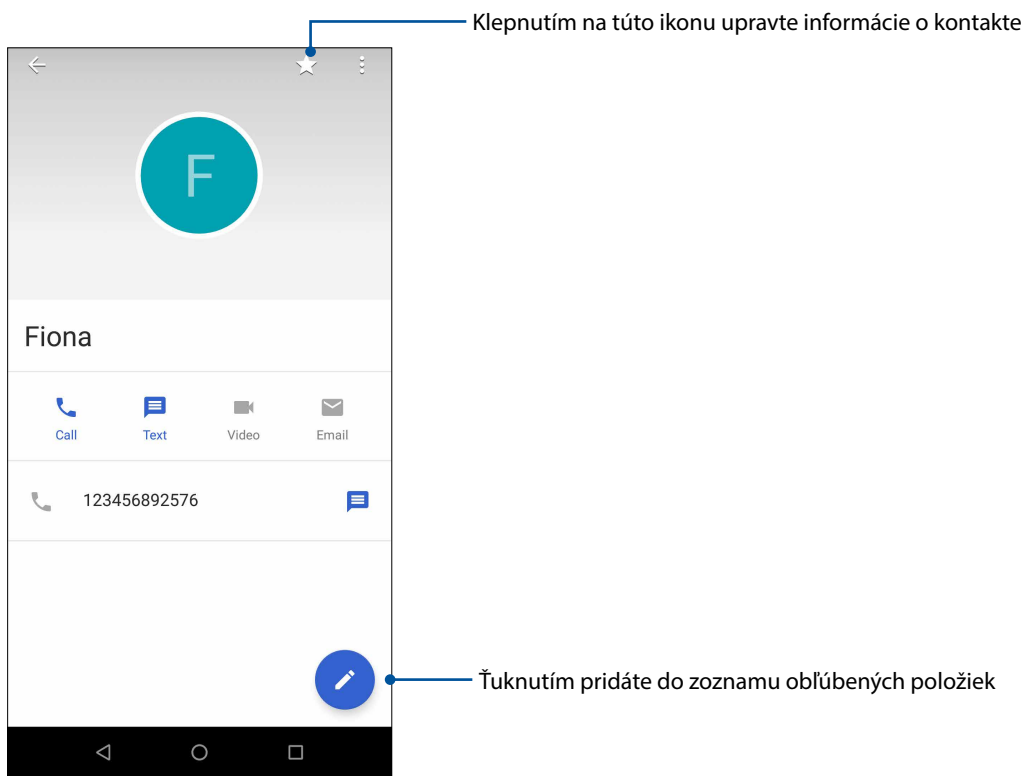 Klepnutím na túto ikonu upravte informácie o kontakte
F
Fiona
Call Text Video Email
123456892576
Ťuknutím pridáte do zoznamu obľúbených položiek